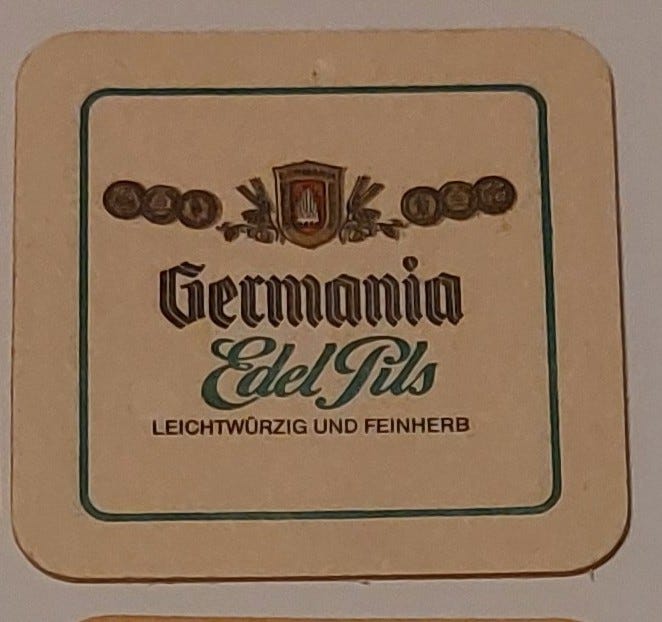 Germania
Edel Pils
LEICHTWÜRZIG UND FEINHERB